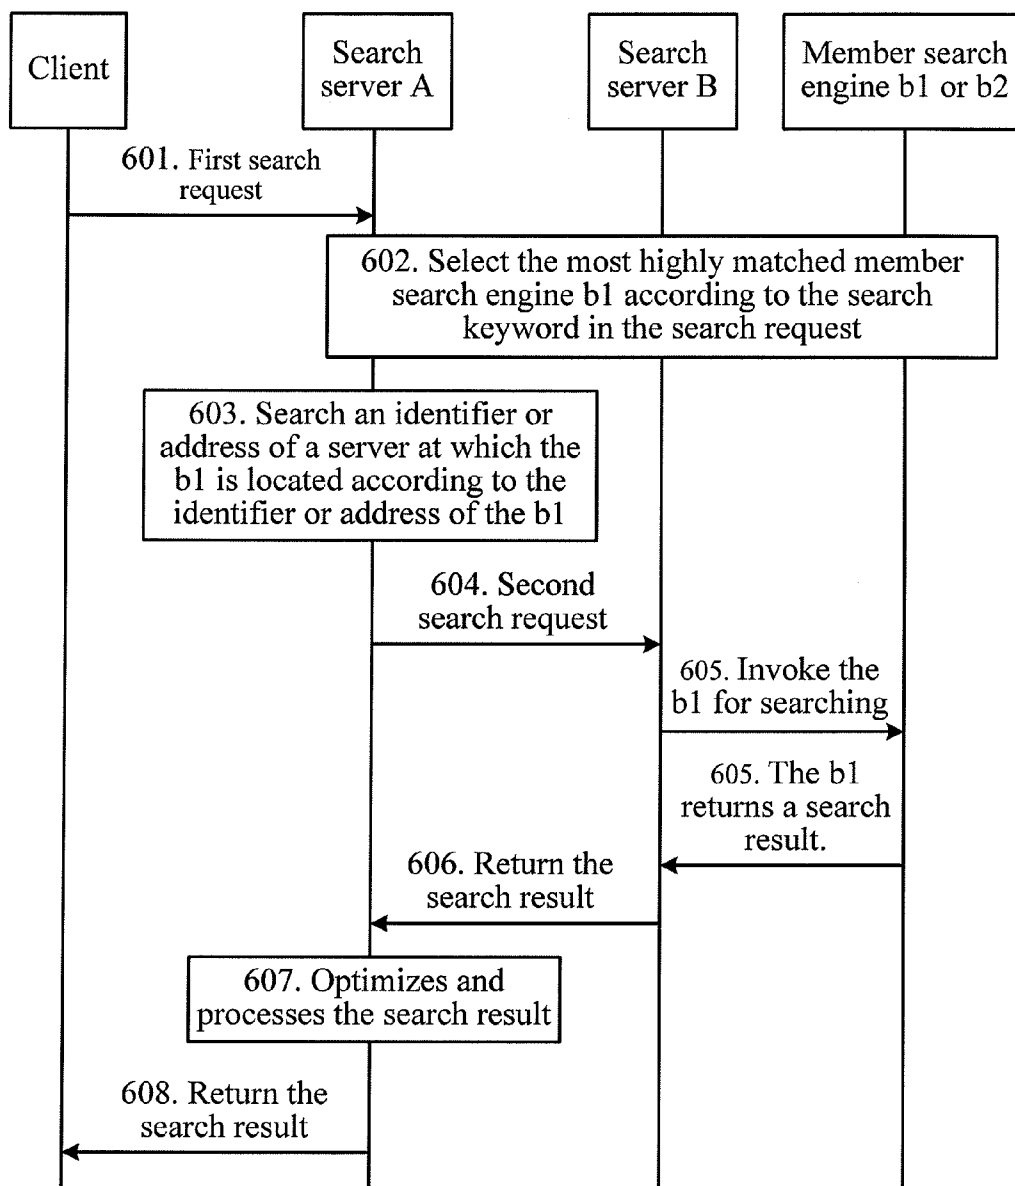 Client
Search
server A
Search
server B
Member search
engine b1 or b2
601. First search
request
602. Select the most highly matched member
search engine b1 according to the search
keyword in the search request
603. Search an identifier or
address of a server at which the
b1 is located according to the
identifier or address of the b1
604. Second
search request
605. Invoke the
b1 for searching
605. The b1
returns a search
result.
606. Return the
search result
607. Optimizes and
processes the search result
608. Return the
search result